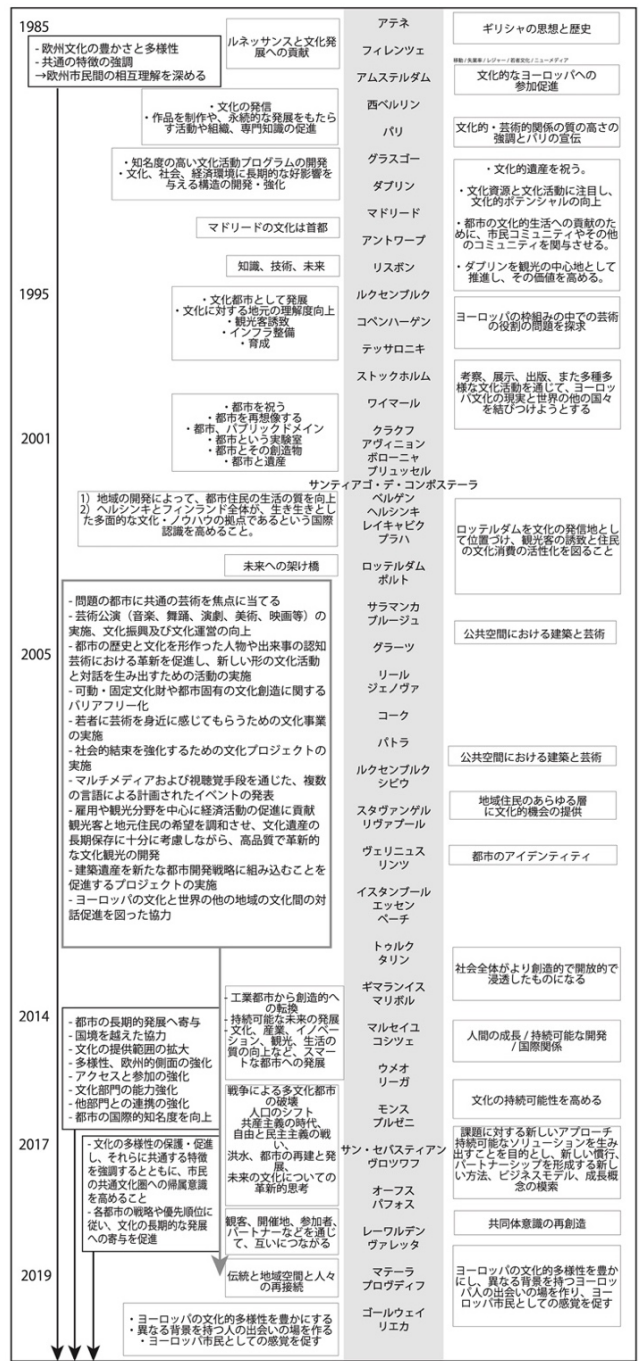 1985
- 欧州文化の豊かさと多様性
- 共通の特徴の強調
→欧州市民間の相互理解を深める
ルネッサンスと文化発
展への貢献
アテネ
ギリシャの思想と歴史
フィレンツェ
アムステルダム
文化的なヨーロッパへの
参加促進
西ベルリン
・文化の発信
・作品を制作や、永続的な発展をもたら
す活動や組織、専門知識の促進
パリ
文化的・芸術的関係の質の高さの
強調とパリの宣伝
グラスゴー
・知名度の高い文化活動プログラムの開発
・文化、社会、経済環境に長期的な好影響を
与える構造の開発・強化
ダブリン
・文化的遺産を祝う。
・文化資源と文化活動に注目し、
文化的ポテンシャルの向上
・都市の文化的生活への貢献のた
めに、市民コミュニティやその他
のコミュニティを関与させる。
・ダブリンを観光の中心地として
推進し、その価値を高める。
マドリード
マドリードの文化は首都
アントワープ
知識、技術、未来
リスボン
1995
ルクセンブルク
・文化都市として発展
・文化に対する地元の理解度向上
・観光客誘致
・インフラ整備
・育成
コペンハーゲン
ヨーロッパの枠組みの中での芸術
の役割の問題を探求
テッサロニキ
ストックホルム
考察、展示、出版、また多種多
様な文化活動を通じて、ヨーロッ
パ文化の現実と世界の他の国々
を結びつけようとする
ワイマール
2001
・都市を祝う
・都市を再想像する
・都市、パブリックドメイン
・都市という実験室
・都市とその創造物
・都市と遺産
クラクフ
アヴィニョン
ボローニャ
ブリュッセル
サンティアゴ・デ・コンポステーラ
ベルゲン
ヘルシンキ
レイキャビク
プラハ
1）地域の開発によって、都市住民の生活の質を向上
2）ヘルシンキとフィンランド全体が、生き生きとし
た多面的な文化・ノウハウの拠点であるという国際
認識を高めること。
ロッテルダムを文化の発信地とし
て位置づけ、観光客の誘致と住民
の文化消費の活性化を図ること
未来への架け橋
ロッテルダム
ポルト
サラマンカ
ブルージュ
2005
- 問題の都市に共通の芸術を焦点に当てる
- 芸術公演（音楽、舞踊、演劇、美術、映画等）の
実施、文化振興及び文化運営の向上
- 都市の歴史と文化を形作った人物や出来事の認知
芸術における革新を促進し、新しい形の文化活動
と対話を生み出すための活動の実施
- 可動・固定文化財や都市固有の文化創造に関する
バリアフリー化
- 若者に芸術を身近に感じてもらうための文化事業
の実施
- 社会的結束を強化するための文化プロジェクトの
実施
- マルチメディアおよび視聴覚手段を通じた、複数
の言語による計画されたイベントの発表
- 雇用や観光分野を中心に経済活動の促進に貢献
観光客と地元住民の希望を調和させ、文化遺産の
長期保存に十分に考慮しながら、高品質で革新的
な文化観光の開発
- 建築遺産を新たな都市開発戦略に組み込むことを
促進するプロジェクトの実施
- ヨーロッパの文化と世界の他の地域の文化間の対
話促進を図った協力
グラーツ
公共空間における建築と芸術
リール
ジェノヴァ
コーク
パトラ
ルクセンブルク
シビウ
公共空間における建築と芸術
スタヴァンゲル
リヴァプール
地域住民のあらゆる層
に文化的機会の提供
ヴェリニュス
リンツ
都市のアイデンティティ
イスタンブール
エッセン
ペーチ
トゥルク
タリン
社会全体がより創造的で開放的で
浸透したものになる
ギマランイス
マリボル
2014
- 都市の長期的発展へ寄与
- 国境を越えた協力
- 文化の提供範囲の拡大
- 多様性、欧州的側面の強化
- アクセスと参加の強化
- 文化部門の能力強化
- 他部門との連携の強化
- 都市の国際的知名度を向上
- 工業都市から創造的へ
の転換
- 持続可能な未来の発展
- 文化、産業、イノベー
ション、観光、生活の
質の向上など、スマート
な都市への発展
マルセイユ
コシツェ
人間の成長 / 持続可能な開発
/ 国際関係
ウメオ
リーガ
戦争による多文化都市
の破壊
人口のシフト
共産主義の時代、
自由と民主主義の戦
い、
洪水、都市の再建と発展、
未来の文化についての
革新的思考
モンス
プルゼニ
文化の持続可能性を高める
2017
- 文化の多様性の保護・促進
し、それらに共通する特徴
を強調するとともに、市民
の共通文化圏への帰属意識
を高めること
- 各都市の戦略や優先順位
に従い、文化の長期的な発展
への寄与を促進
サン・セバスティアン
ヴロツワフ
課題に対する新しいアプローチ
持続可能なソリューションを生み
出すことを目的とし、新しい慣行、
パートナーシップを形成する新し
い方法、ビジネスモデル、成長概
念の模索
オーフス
パフォス
観客、開催地、参加者、
パートナーなどを通じ
て、互いにつながる
レーワルデン
ヴァレッタ
共同体意識の再創造
2019
伝統と地域空間と人々
の再接続
マテーラ
プロヴディフ
ヨーロッパの文化的多様性を豊か
にし、異なる背景を持つヨーロッ
パ人の出会いの場を作り、ヨー
ロッパ市民としての感覚を促す
・ヨーロッパの文化的多様性を豊かにする
・異なる背景を持つ人の出会いの場を作る
・ヨーロッパ市民としての感覚を促す
ゴールウェイ
リエカ